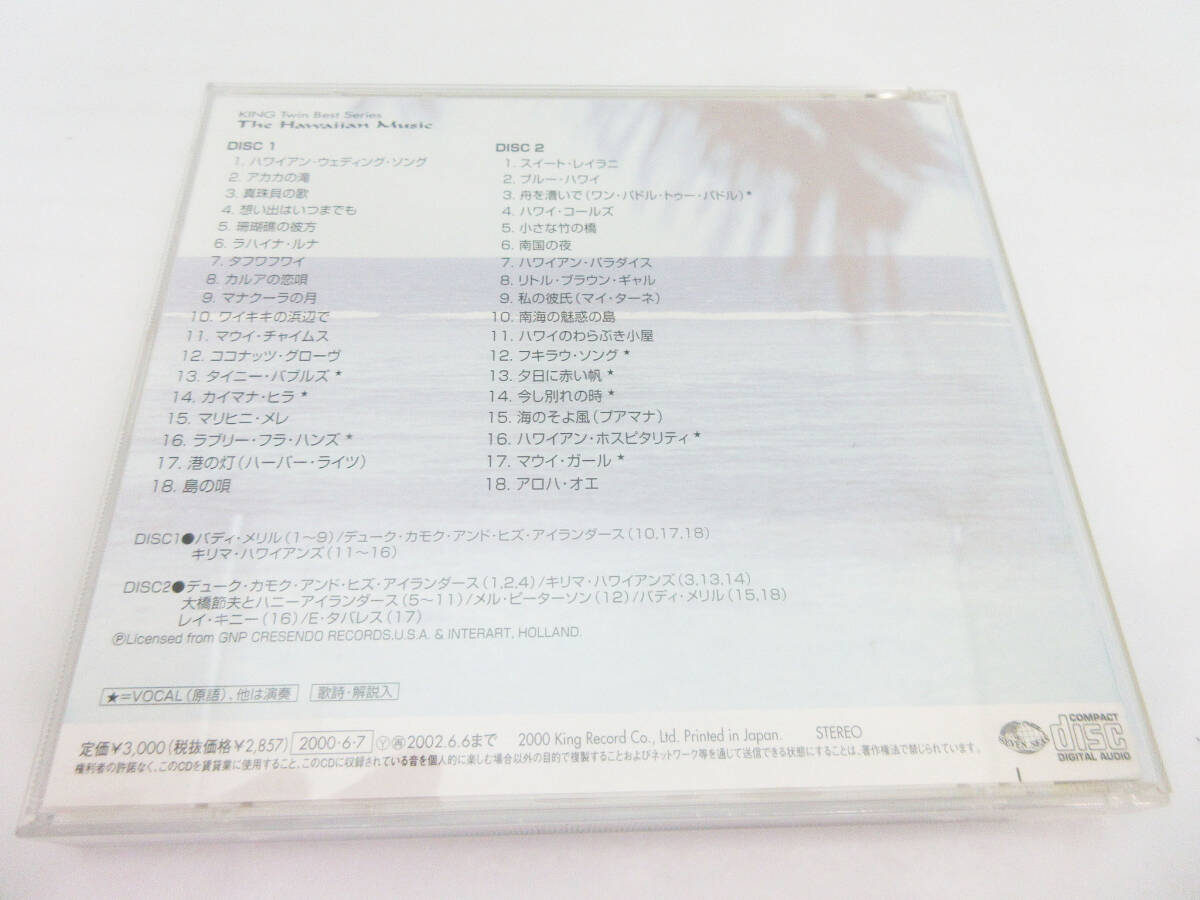 KING Twin Best Series
The Hawaiian Music
DISC 1
1. ハワイアン・ウェディング・ソング
2. アカカの滝
3. 真珠貝の歌
4. 想い出はいつまでも
5. 珊瑚礁の彼方
6. ラハイナ・ルナ
7. タフワフワイ
8. カルアの恋唄
9. マナクーラの月
10. ワイキキの浜辺で
11. マウイ・チャイムス
12. ココナッツ・グローヴ
13. タイニー・バブルズ ★
14. カイマナ・ヒラ ★
15. マリヒニ・メレ
16. ラブリー・フラ・ハンズ ★
17. 港の灯(ハーバー・ライツ)
18. 島の唄
DISC 2
1. スイート・レイラニ
2. ブルー・ハワイ
3. 舟を漕いで(ワン・パドル・トゥー・パドル)★
4. ハワイ・コールズ
5. 小さな竹の橋
6. 南国の夜
7. ハワイアン・パラダイス
8. リトル・ブラウン・ギャル
9. 私の彼氏(マイ・ターネ)
10. 南海の魅惑の島
11. ハワイのわらぶき小屋
12. フキラウ・ソング ★
13. 夕日に赤い帆 ★
14. 今し別れの時 ★
15. 海のそよ風(プアマナ)
16. ハワイアン・ホスピタリティ ★
17. マウイ・ガール ★
18. アロハ・オエ
DISC1●バディ・メリル(1〜9)/デューク・カモク・アンド・ヒズ・アイランダース(10,17,18)
キリマ・ハワイアンズ(11〜16)
DISC2●デューク・カモク・アンド・ヒズ・アイランダース(1,2,4)/キリマ・ハワイアンズ(3,13,14)
大橋節夫とハニーアイランダース(5〜11)/メル・ピーターソン(12)/バディ・メリル(15,18)
レイ・キニー(16)/E・タバレス(17)
ⓅLicensed from GNP CRESENDO RECORDS.U.S.A. & INTERART, HOLLAND.
★=VOCAL(原語)、他は演奏 歌詩・解説入
定価¥3,000(税抜価格¥2,857) 2000・6・7 Ⓨ再2002.6.6まで 2000 King Record Co., Ltd. Printed in Japan. STEREO
権利者の許諾なく、このCDを賃貸業に使用すること、このCDに収録されている音を個人的に楽しむ場合以外の目的で複製することおよびネットワーク等を通じて送信できる状態にすることは、著作権法で禁じられています。
SEVEN SEAS
COMPACT
disc
DIGITAL AUDIO